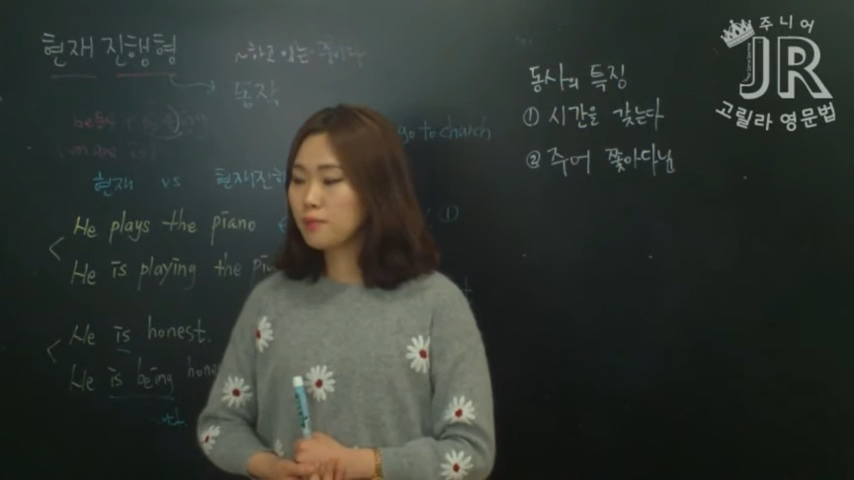 현재 진행형
~하고 있는 중이다
동작
go to church
현재 vs 현재진행
He plays the piano
①
He is playing the
He is honest.
He is being
동사의 특징
① 시간을 갖는다
② 주어 쫓아다님
주니어
JR
고릴라 영문법